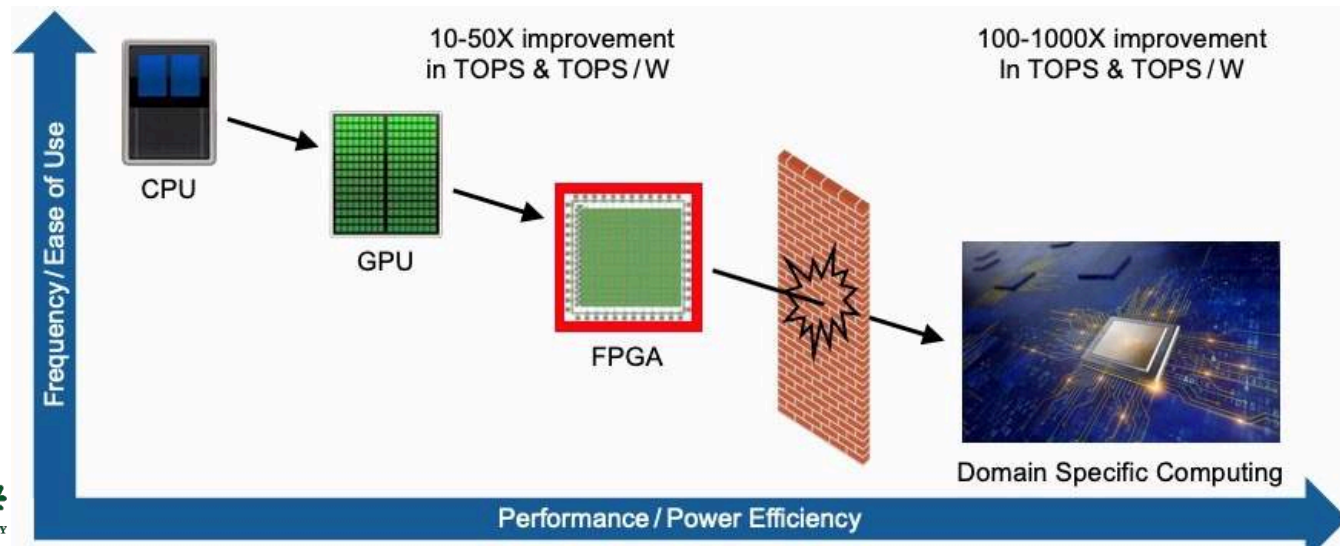 10-50X improvement
in TOPS & TOPS / W
100-1000X improvement
In TOPS & TOPS / W
Frequency / Ease of Use
CPU
GPU
FPGA
Domain Specific Computing
Performance / Power Efficiency